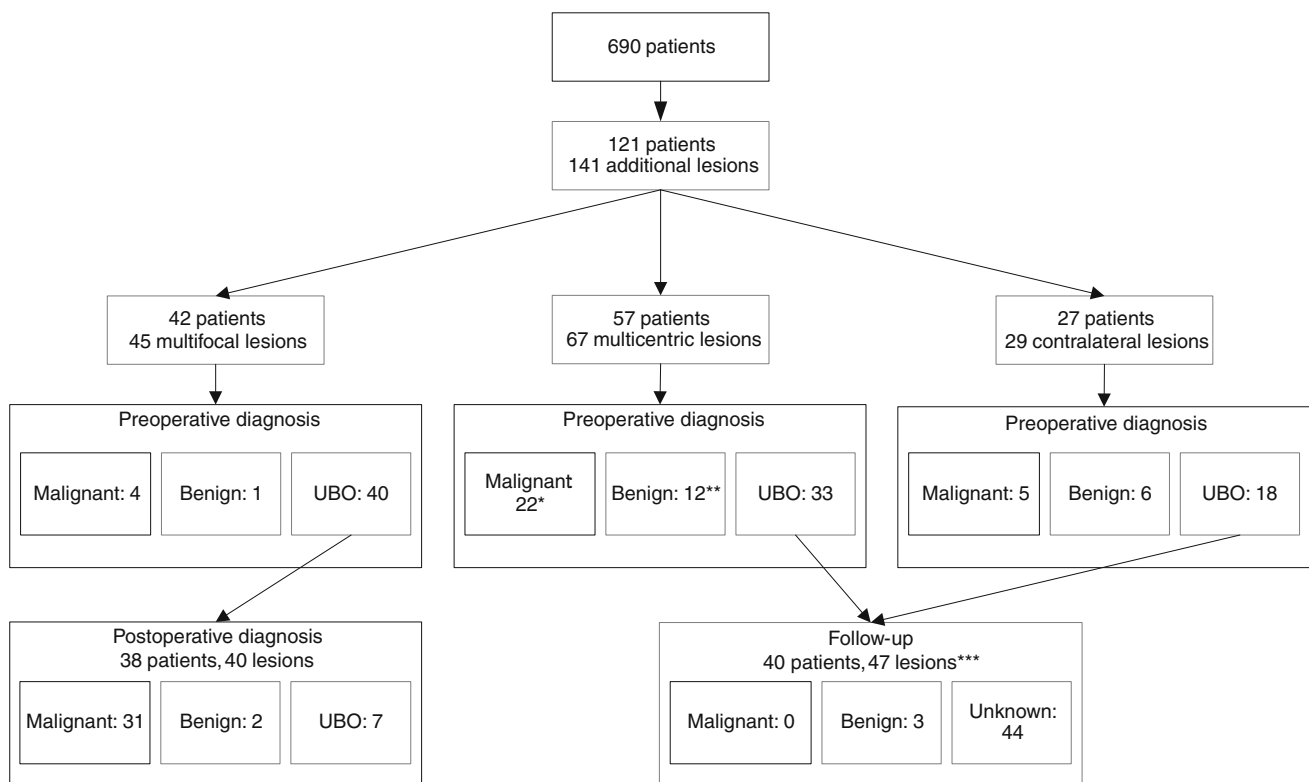 690 patients
121 patients
141 additional lesions
42 patients
45 multifocal lesions
57 patients
67 multicentric lesions
27 patients
29 contralateral lesions
Preoperative diagnosis
Malignant: 4
Benign: 1
UBO: 40
Preoperative diagnosis
Malignant
22*
Benign: 12**
UBO: 33
Preoperative diagnosis
Malignant: 5
Benign: 6
UBO: 18
Postoperative diagnosis
38 patients, 40 lesions
Malignant: 31
Benign: 2
UBO: 7
Follow-up
40 patients, 47 lesions***
Malignant: 0
Benign: 3
Unknown:
44